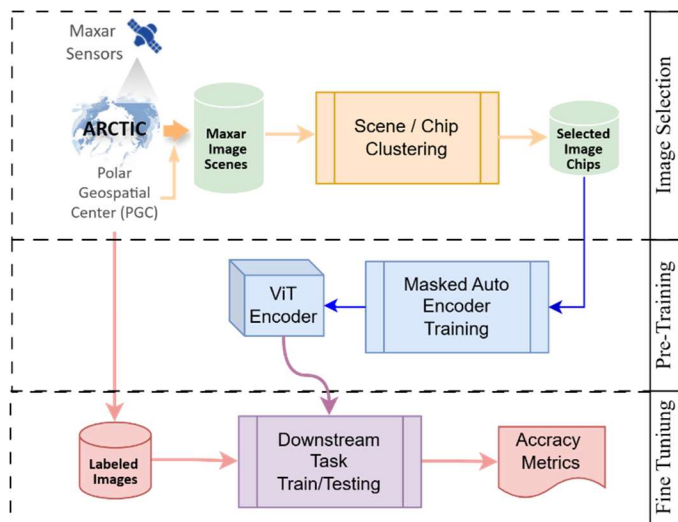 Maxar
Sensors
ARCTIC
Polar
Geospatial
Center (PGC)
Maxar
Image
Scenes
Scene / Chip
Clustering
Selected
Image
Chips
Image Selection
ViT
Encoder
Masked Auto
Encoder
Training
Pre-Training
Labeled
Images
Downstream
Task
Train/Testing
Accracy
Metrics
Fine Tuniung